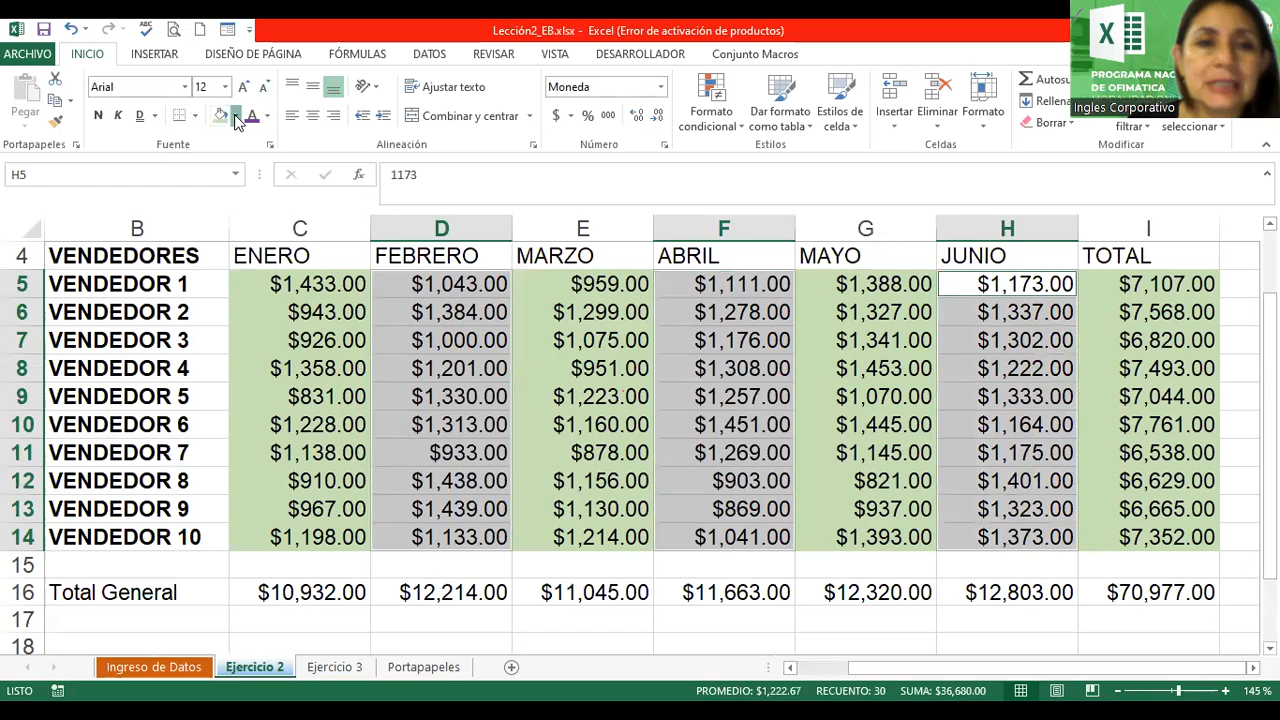 Lección2_EB.xlsx - Excel (Error de activación de productos)
ARCHIVO INICIO INSERTAR DISEÑO DE PÁGINA FÓRMULAS DATOS REVISAR VISTA DESARROLLADOR Conjunto Macros
PROGRAMA NAC
DE OFIMATICA
Ingles Corporativo
Pegar
Arial 12
N K D
Ajustar texto
Combinar y centrar
Moneda
$ % 000
Formato condicional
Dar formato como tabla
Estilos de celda
Insertar Eliminar Formato
Autosu
Rellena
Borrar
filtrar
seleccionar
Portapapeles Fuente Alineación Número Estilos Celdas Modificar
H5 fx 1173
B C D E F G H I
4 VENDEDORES ENERO FEBRERO MARZO ABRIL MAYO JUNIO TOTAL
5 VENDEDOR 1 $1,433.00 $1,043.00 $959.00 $1,111.00 $1,388.00 $1,173.00 $7,107.00
6 VENDEDOR 2 $943.00 $1,384.00 $1,299.00 $1,278.00 $1,327.00 $1,337.00 $7,568.00
7 VENDEDOR 3 $926.00 $1,000.00 $1,075.00 $1,176.00 $1,341.00 $1,302.00 $6,820.00
8 VENDEDOR 4 $1,358.00 $1,201.00 $951.00 $1,308.00 $1,453.00 $1,222.00 $7,493.00
9 VENDEDOR 5 $831.00 $1,330.00 $1,223.00 $1,257.00 $1,070.00 $1,333.00 $7,044.00
10 VENDEDOR 6 $1,228.00 $1,313.00 $1,160.00 $1,451.00 $1,445.00 $1,164.00 $7,761.00
11 VENDEDOR 7 $1,138.00 $933.00 $878.00 $1,269.00 $1,145.00 $1,175.00 $6,538.00
12 VENDEDOR 8 $910.00 $1,438.00 $1,156.00 $903.00 $821.00 $1,401.00 $6,629.00
13 VENDEDOR 9 $967.00 $1,439.00 $1,130.00 $869.00 $937.00 $1,323.00 $6,665.00
14 VENDEDOR 10 $1,198.00 $1,133.00 $1,214.00 $1,041.00 $1,393.00 $1,373.00 $7,352.00
15
16 Total General $10,932.00 $12,214.00 $11,045.00 $11,663.00 $12,320.00 $12,803.00 $70,977.00
17
18
Ingreso de Datos Ejercicio 2 Ejercicio 3 Portapapeles
LISTO PROMEDIO: $1,222.67 RECUENTO: 30 SUMA: $36,680.00 145 %